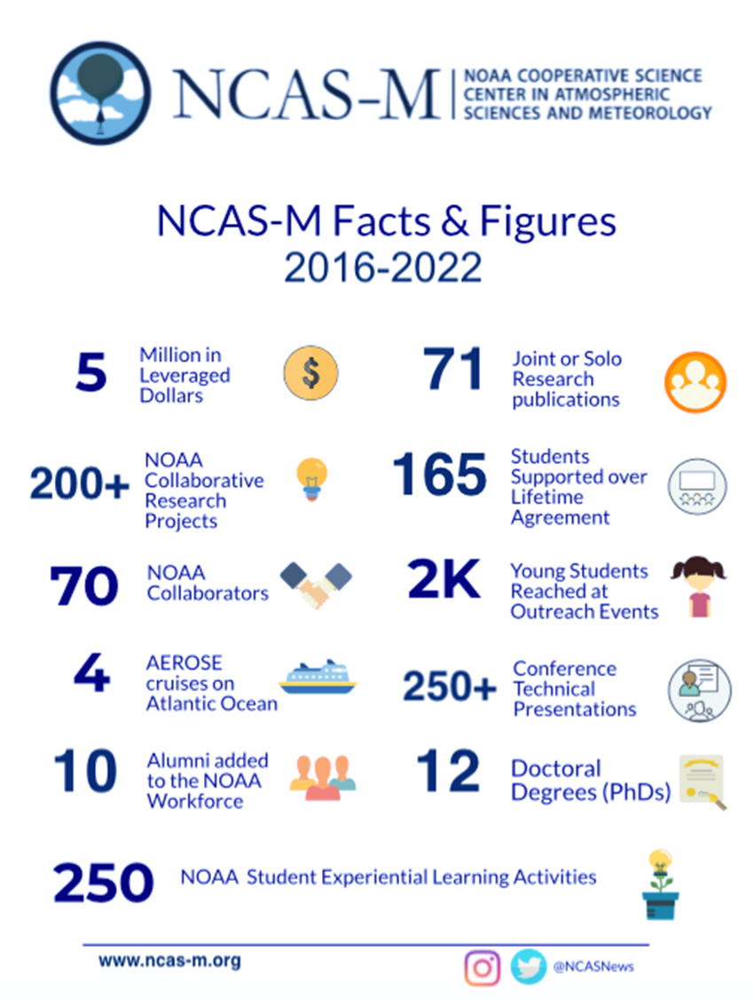 NCAS-M
NOAA COOPERATIVE SCIENCE
CENTER IN ATMOSPHERIC
SCIENCES AND METEOROLOGY
NCAS-M Facts & Figures
2016-2022
5
Million in
Leveraged
Dollars
$
71
Joint or Solo
Research
publications
200+
NOAA
Collaborative
Research
Projects
165
Students
Supported over
Lifetime
Agreement
70
NOAA
Collaborators
2K
Young Students
Reached at
Outreach Events
4
AEROSE
cruises on
Atlantic Ocean
250+
Conference
Technical
Presentations
10
Alumni added
to the NOAA
Workforce
12
Doctoral
Degrees (PhDs)
250
NOAA Student Experiential Learning Activities
www.ncas-m.org
@NCASNews